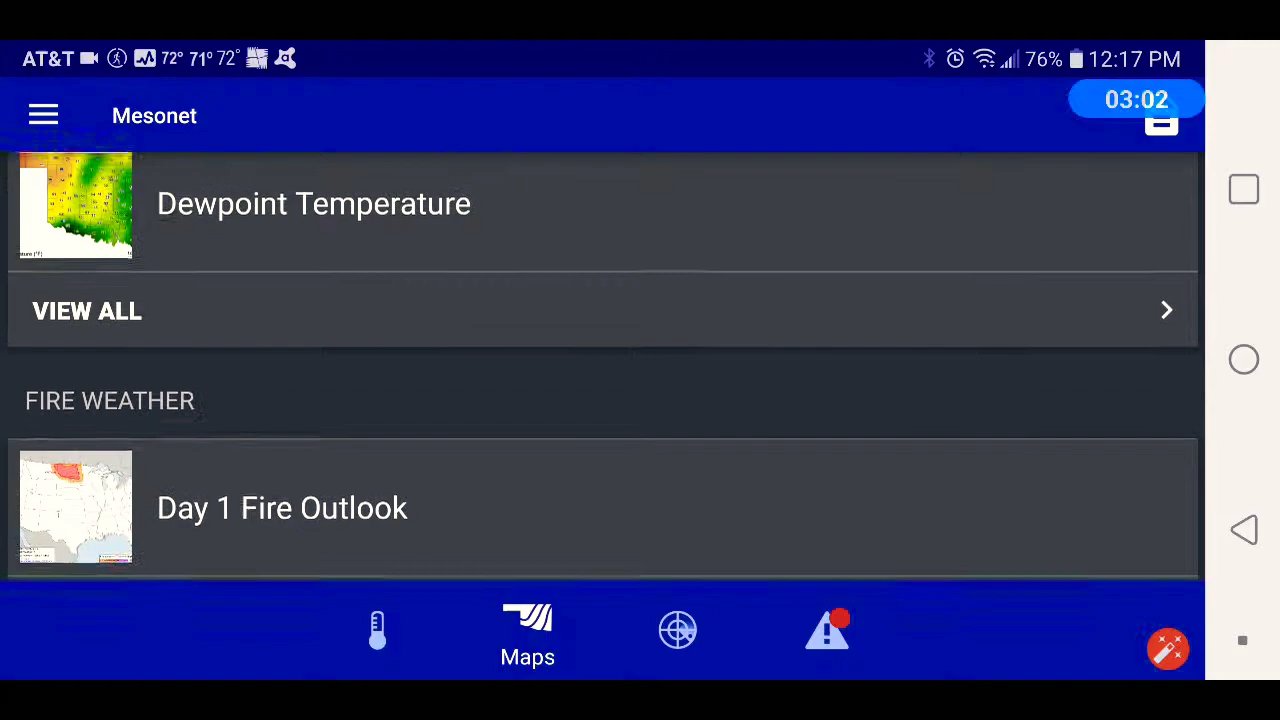 AT&T 72° 71° 72° 76% 12:17 PM
03:02
Mesonet
Dewpoint Temperature
VIEW ALL
FIRE WEATHER
Day 1 Fire Outlook
Maps